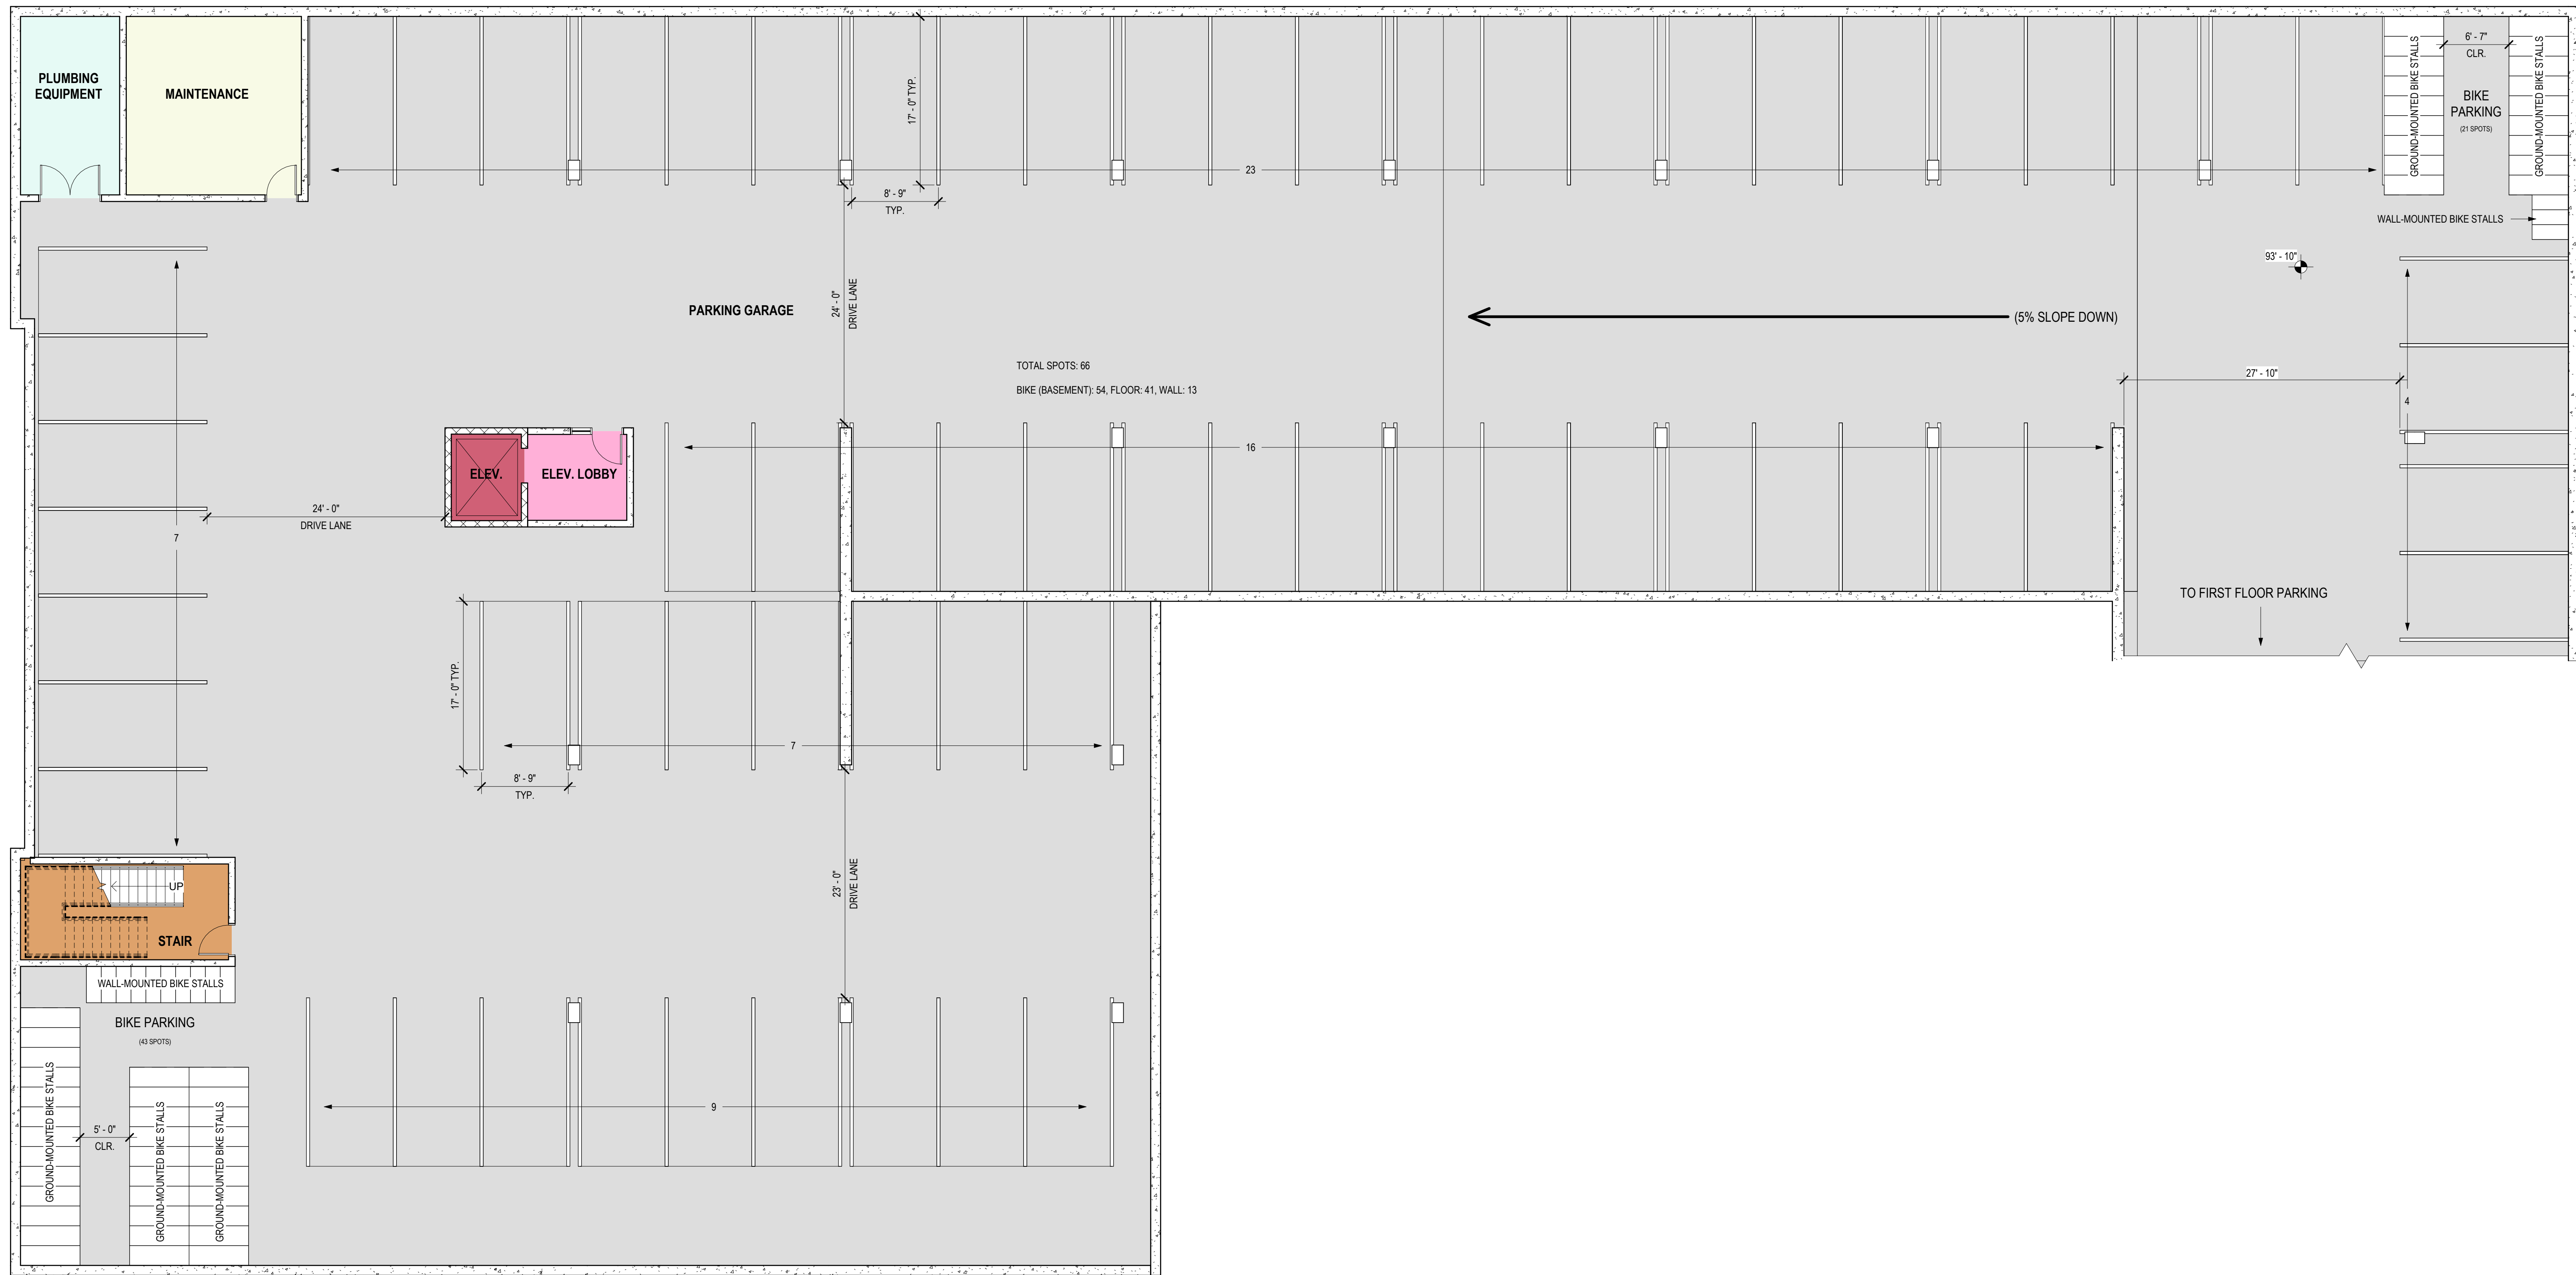 PLUMBING
EQUIPMENT
MAINTENANCE
17' - 0" TYP.
23
8' - 9"
TYP.
GROUND-MOUNTED BIKE STALLS
6' - 7"
CLR.
BIKE
PARKING
(21 SPOTS)
GROUND-MOUNTED BIKE STALLS
WALL-MOUNTED BIKE STALLS
93' - 10"
PARKING GARAGE
24' - 0"
DRIVE LANE
(5% SLOPE DOWN)
TOTAL SPOTS: 66
BIKE (BASEMENT): 54, FLOOR: 41, WALL: 13
27' - 10"
4
16
ELEV.
ELEV. LOBBY
24' - 0"
DRIVE LANE
7
TO FIRST FLOOR PARKING
17' - 0" TYP.
7
8' - 9"
TYP.
23' - 0"
DRIVE LANE
UP
STAIR
WALL-MOUNTED BIKE STALLS
BIKE PARKING
(43 SPOTS)
GROUND-MOUNTED BIKE STALLS
5' - 0"
CLR.
GROUND-MOUNTED BIKE STALLS
GROUND-MOUNTED BIKE STALLS
9